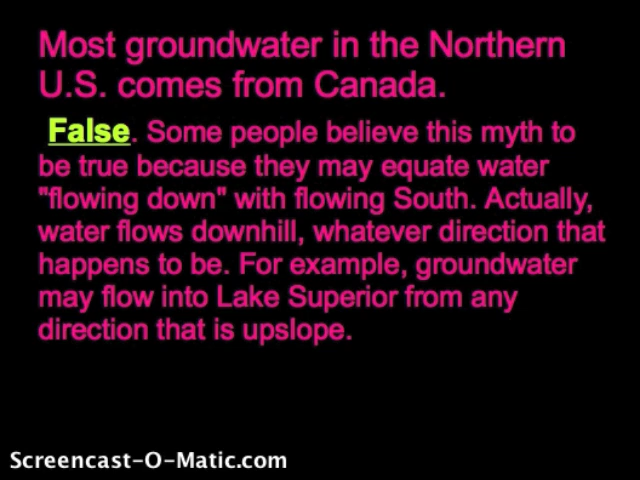 Most groundwater in the Northern
U.S. comes from Canada.
False. Some people believe this myth to
be true because they may equate water
"flowing down" with flowing South. Actually,
water flows downhill, whatever direction that
happens to be. For example, groundwater
may flow into Lake Superior from any
direction that is upslope.
Screencast-O-Matic.com